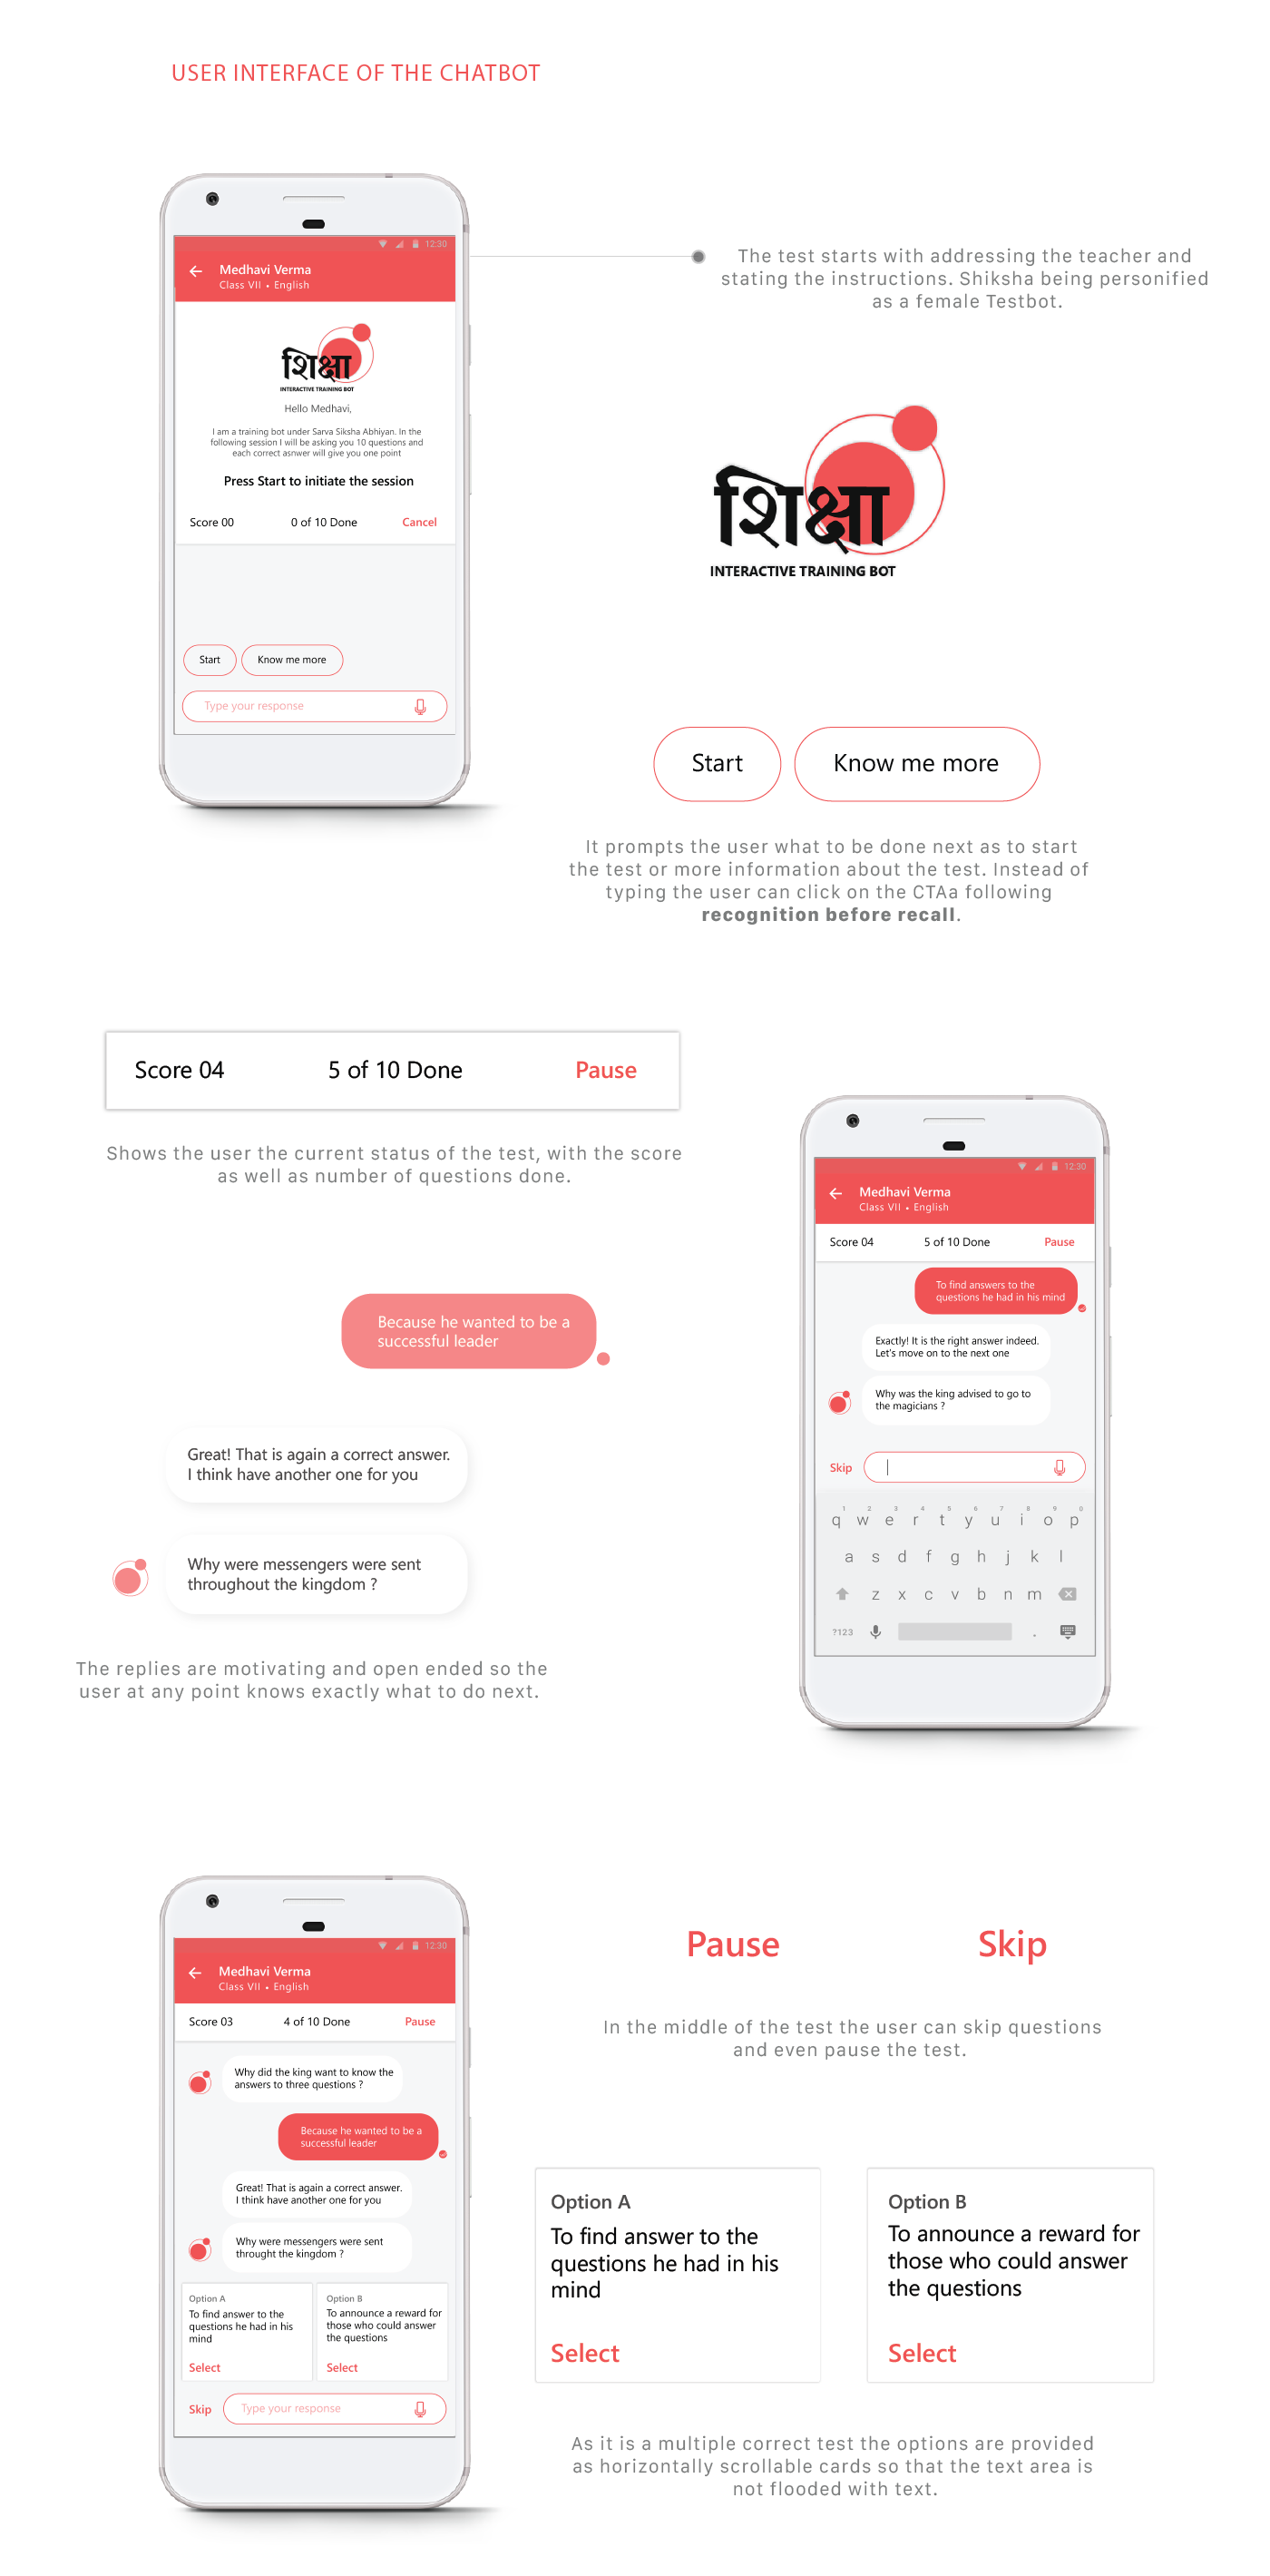 USER INTERFACE OF THE CHATBOT
12:30
Medhavi Verma
Class VII • English
शिक्षा
INTERACTIVE TRAINING BOT
Hello Medhavi,
I am a training bot under Sarva Siksha Abhiyan. In the
following session I will be asking you 10 questions and
each correct asnwer will give you one point
Press Start to initiate the session
Score 00 0 of 10 Done Cancel
Start Know me more
Type your response
The test starts with addressing the teacher and
stating the instructions. Shiksha being personified
as a female Testbot.
शिक्षा
INTERACTIVE TRAINING BOT
Start Know me more
It prompts the user what to be done next as to start
the test or more information about the test. Instead of
typing the user can click on the CTAa following
recognition before recall.
Score 04 5 of 10 Done Pause
Shows the user the current status of the test, with the score
as well as number of questions done.
Because he wanted to be a
successful leader
Great! That is again a correct answer.
I think have another one for you
Why were messengers were sent
throughout the kingdom ?
The replies are motivating and open ended so the
user at any point knows exactly what to do next.
12:30
Medhavi Verma
Class VII • English
Score 04 5 of 10 Done Pause
To find answers to the
questions he had in his mind
Exactly! It is the right answer indeed.
Let's move on to the next one
Why was the king advised to go to
the magicians ?
Skip
1 2 3 4 5 6 7 8 9 0
q w e r t y u i o p
a s d f g h j k l
z x c v b n m
?123 .
12:30
Medhavi Verma
Class VII • English
Score 03 4 of 10 Done Pause
Why did the king want to know the
answers to three questions ?
Because he wanted to be a
successful leader
Great! That is again a correct answer.
I think have another one for you
Why were messengers were sent
throught the kingdom ?
Option A
To find answer to the
questions he had in his
mind
Select
Option B
To announce a reward for
those who could answer
the questions
Select
Skip Type your response
Pause Skip
In the middle of the test the user can skip questions
and even pause the test.
Option A
To find answer to the
questions he had in his
mind
Select
Option B
To announce a reward for
those who could answer
the questions
Select
As it is a multiple correct test the options are provided
as horizontally scrollable cards so that the text area is
not flooded with text.